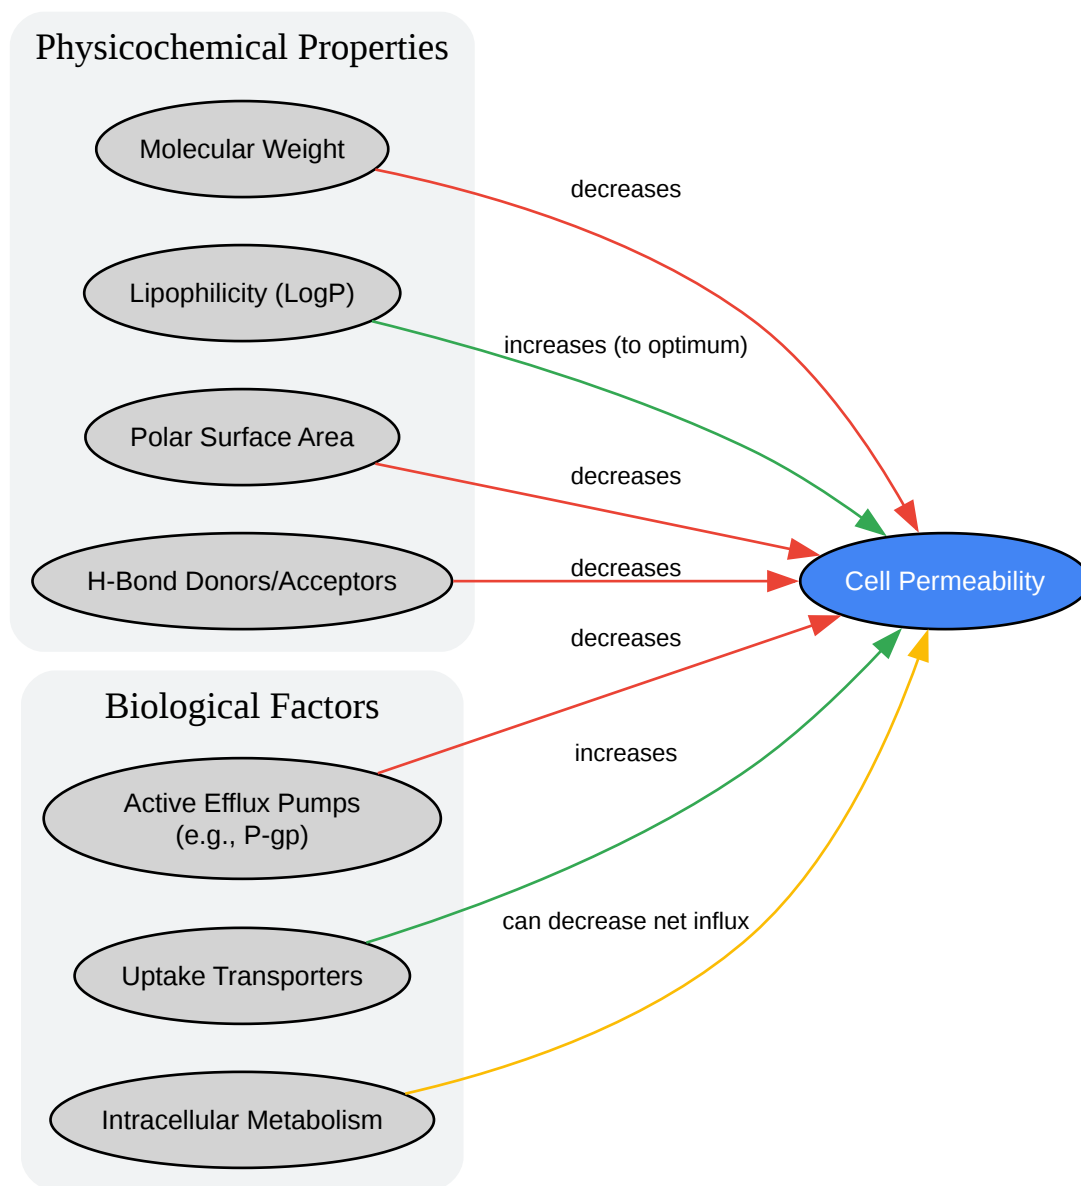 Physicochemical Properties
Molecular Weight
decreases
Lipophilicity (LogP)
increases (to optimum)
Polar Surface Area
decreases
H-Bond Donors/Acceptors
decreases
Cell Permeability
decreases
Biological Factors
Active Efflux Pumps
(e.g., P-gp)
increases
Uptake Transporters
can decrease net influx
Intracellular Metabolism